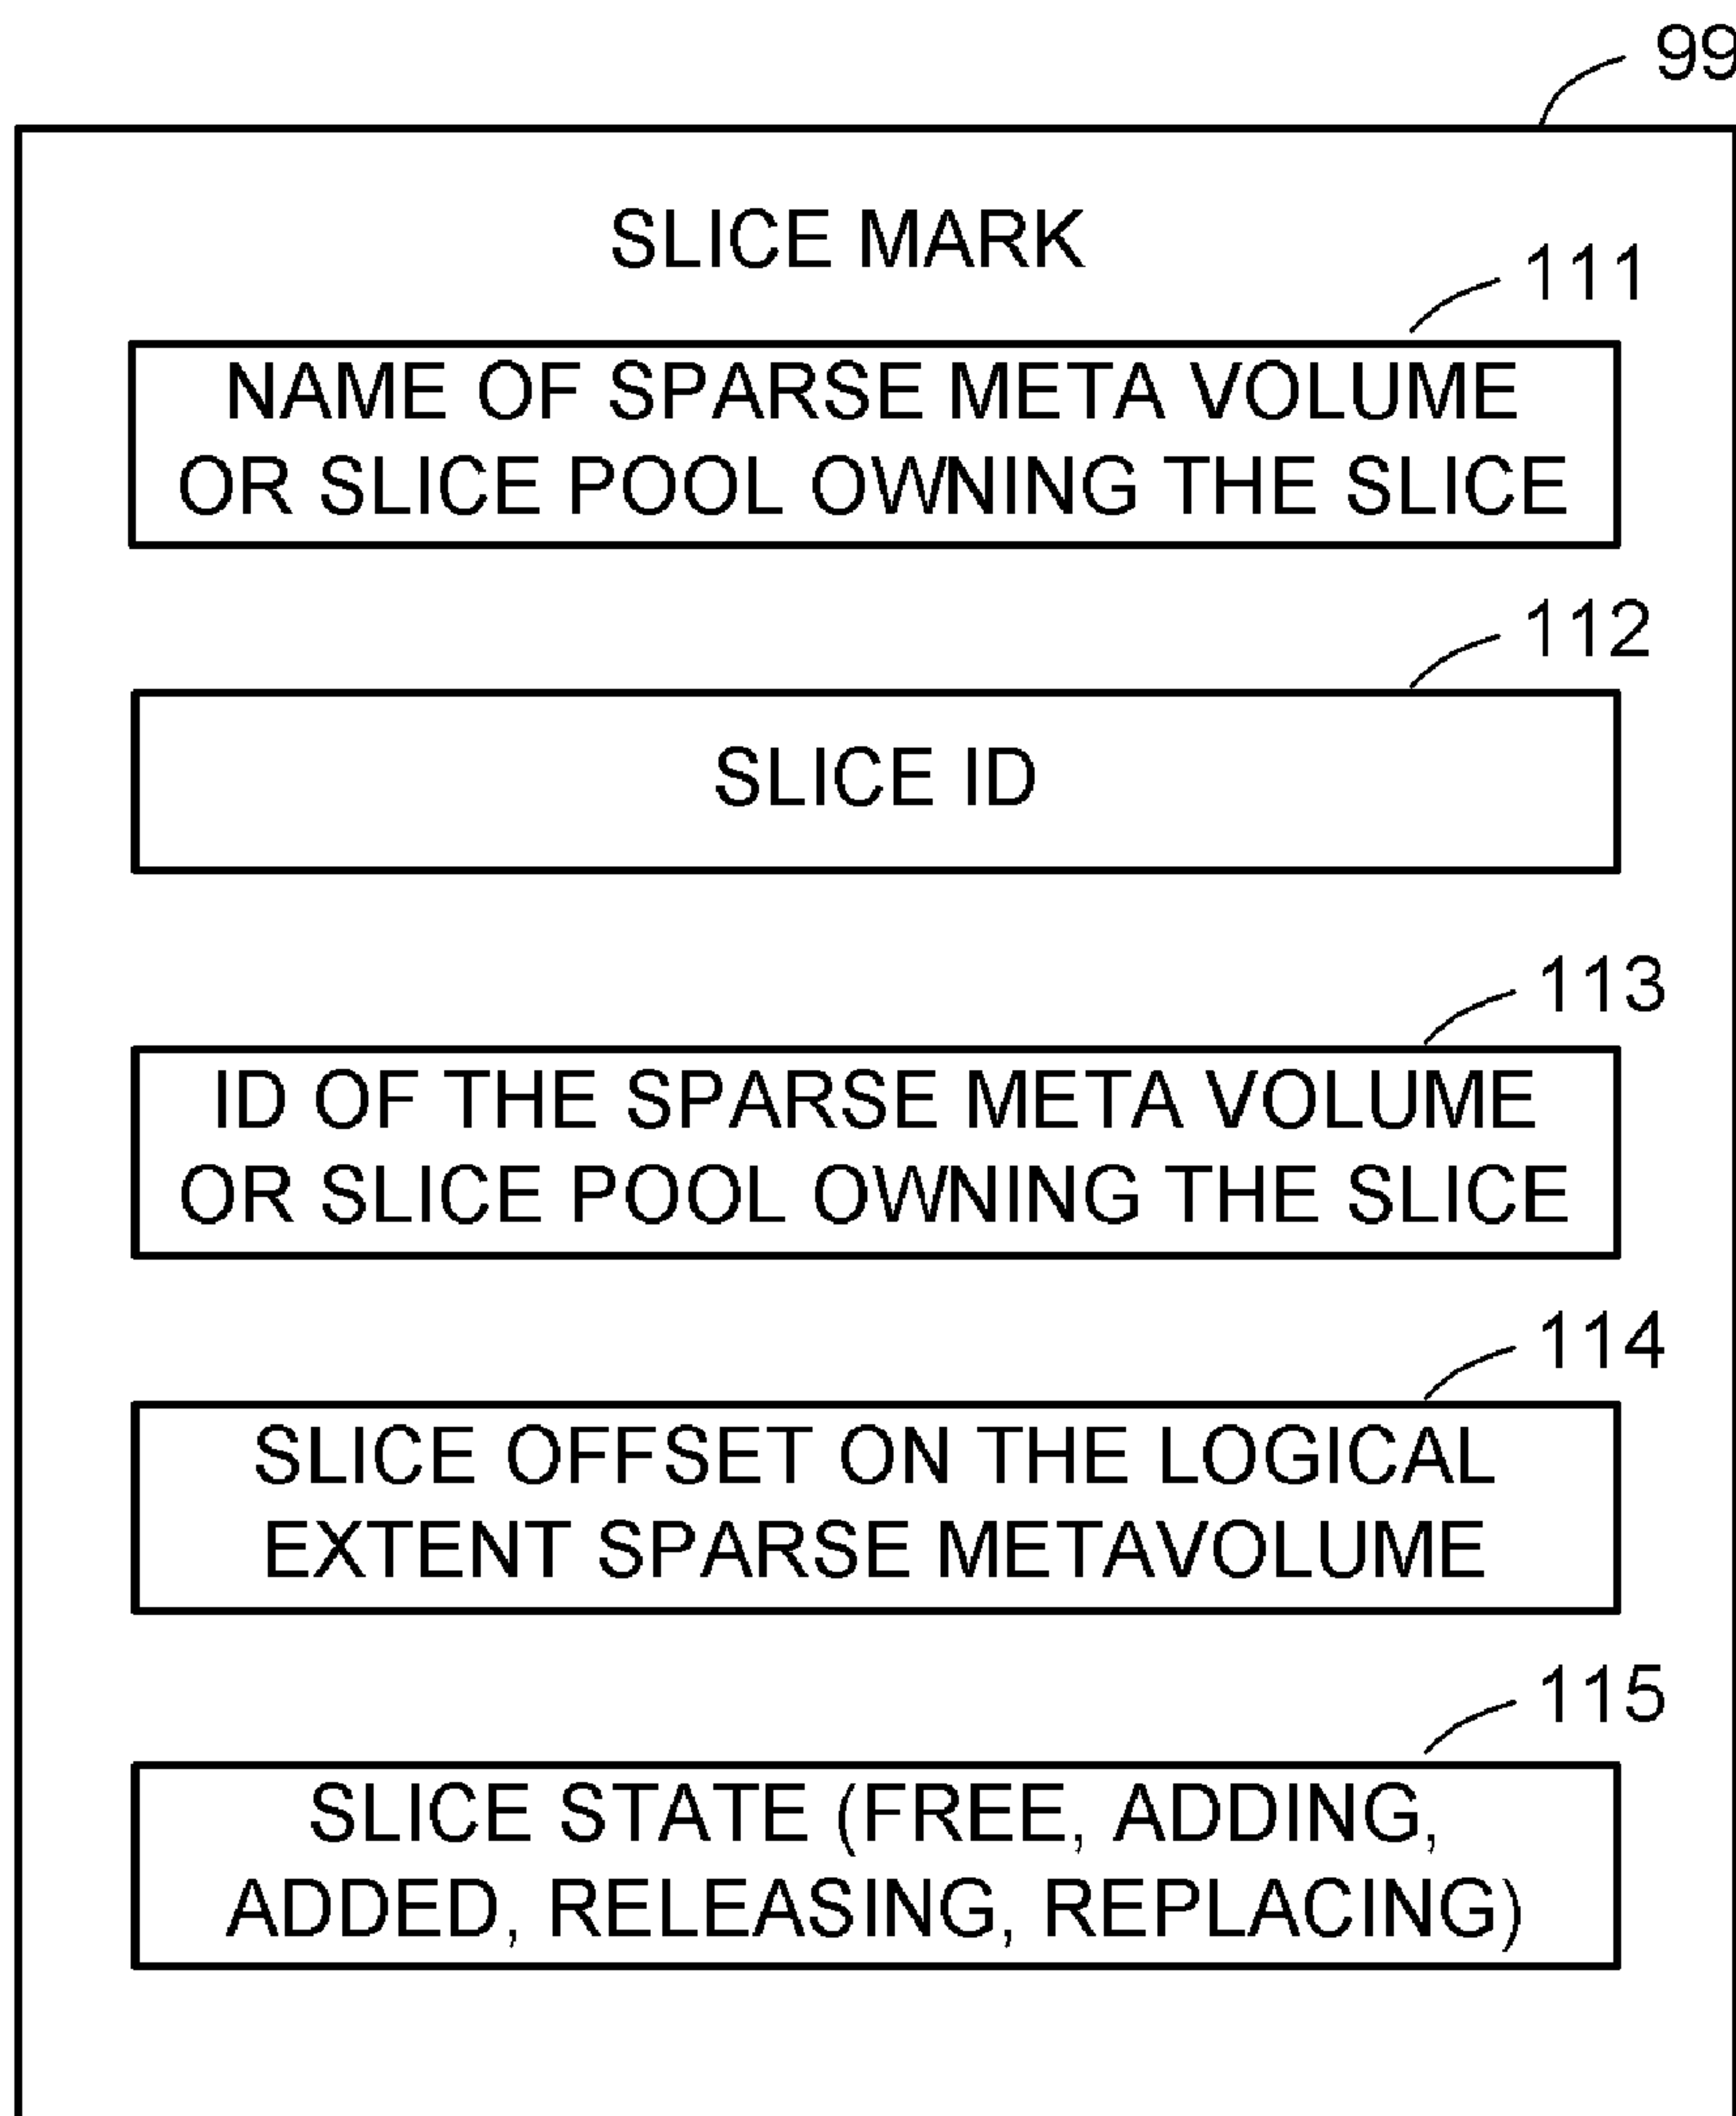 99
SLICE MARK
111
NAME OF SPARSE META VOLUME
OR SLICE POOL OWNING THE SLICE
112
SLICE ID
113
ID OF THE SPARSE META VOLUME
OR SLICE POOL OWNING THE SLICE
114
SLICE OFFSET ON THE LOGICAL
EXTENT SPARSE METAVOLUME
115
SLICE STATE (FREE, ADDING,
ADDED, RELEASING, REPLACING)